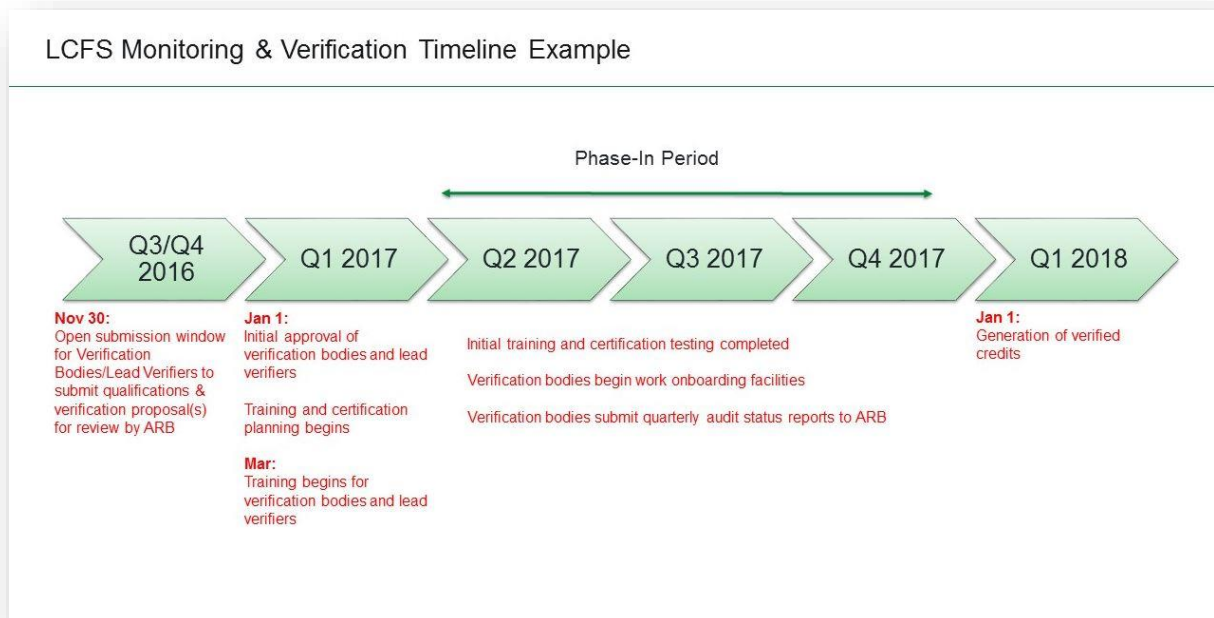 LCFS Monitoring & Verification Timeline Example
Phase-In Period
Q3/Q4
2016
Q1 2017
Q2 2017
Q3 2017
Q4 2017
Q1 2018
Nov 30:
Open submission window
for Verification
Bodies/Lead Verifiers to
submit qualifications &
verification proposal(s)
for review by ARB
Jan 1:
Initial approval of
verification bodies and lead
verifiers
Training and certification
planning begins
Mar:
Training begins for
verification bodies and lead
verifiers
Initial training and certification testing completed
Verification bodies begin work onboarding facilities
Verification bodies submit quarterly audit status reports to ARB
Jan 1:
Generation of verified
credits